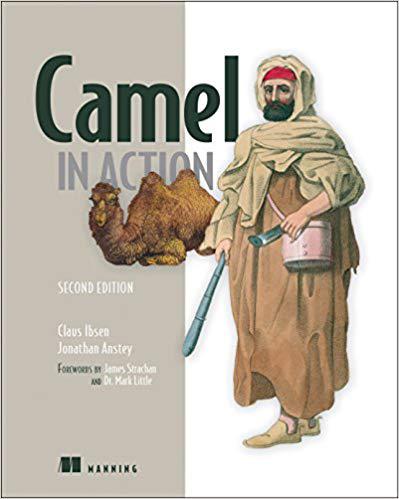 Camel
IN ACTION
SECOND EDITION
Claus Ibsen
Jonathan Anstey
FOREWORDS BY James Strachan
AND Dr. Mark Little
MANNING